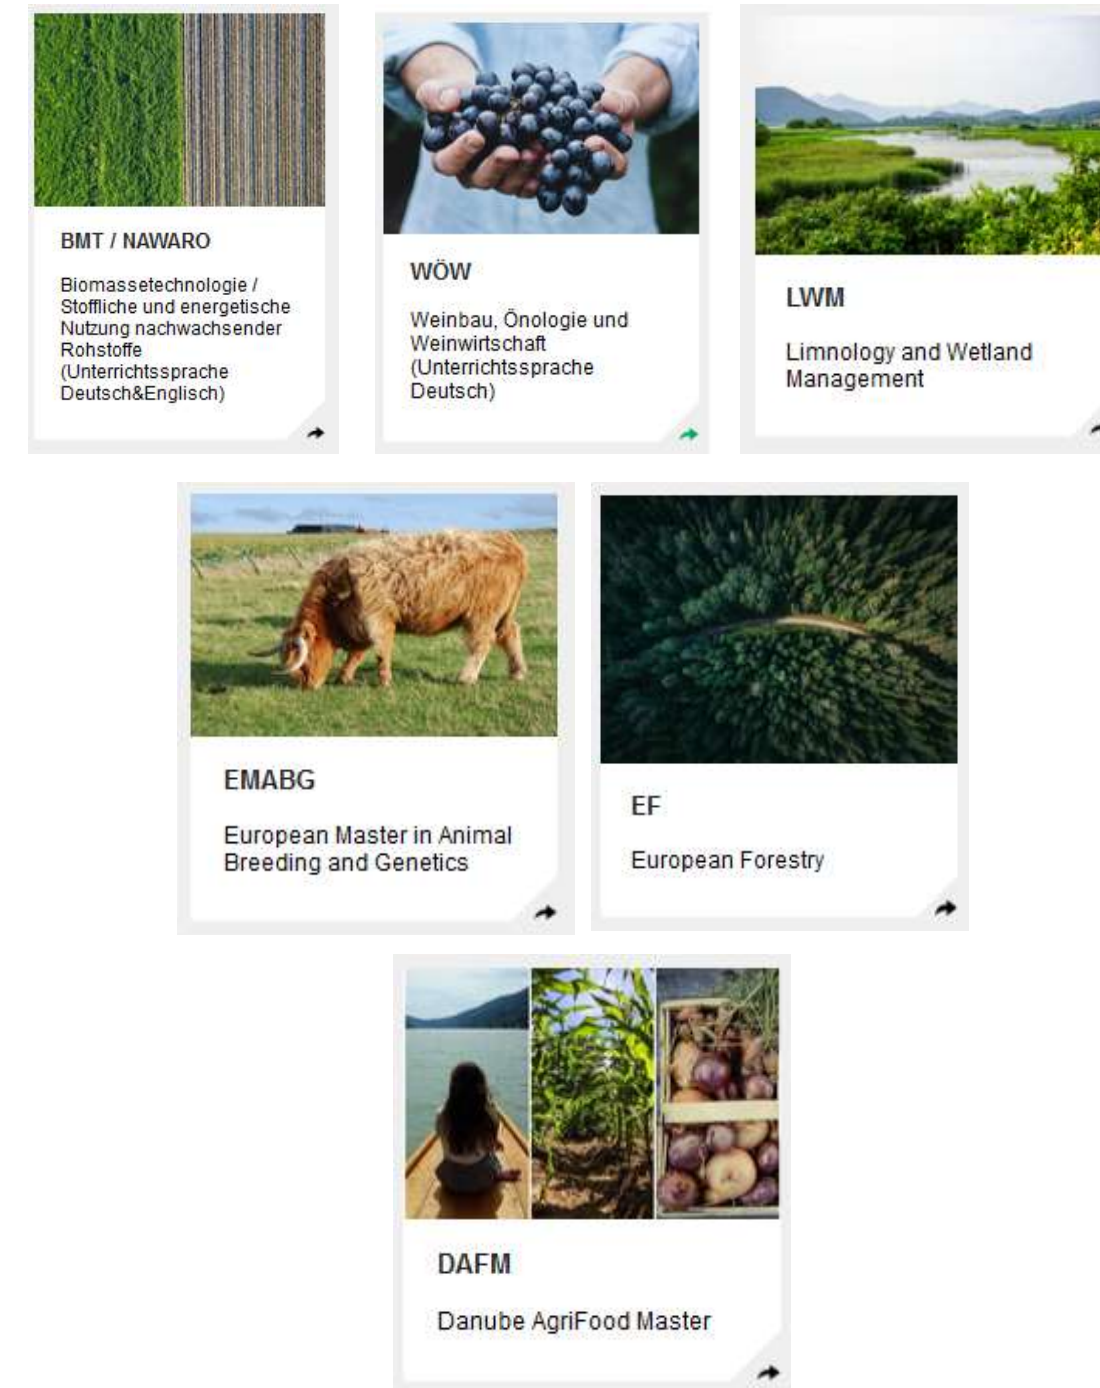 BMT / NAWARO
Biomassetechnologie /
Stoffliche und energetische
Nutzung nachwachsender
Rohstoffe
(Unterrichtssprache
Deutsch&Englisch)
WÖW
Weinbau, Önologie und
Weinwirtschaft
(Unterrichtssprache
Deutsch)
LWM
Limnology and Wetland
Management
EMABG
European Master in Animal
Breeding and Genetics
EF
European Forestry
DAFM
Danube AgriFood Master